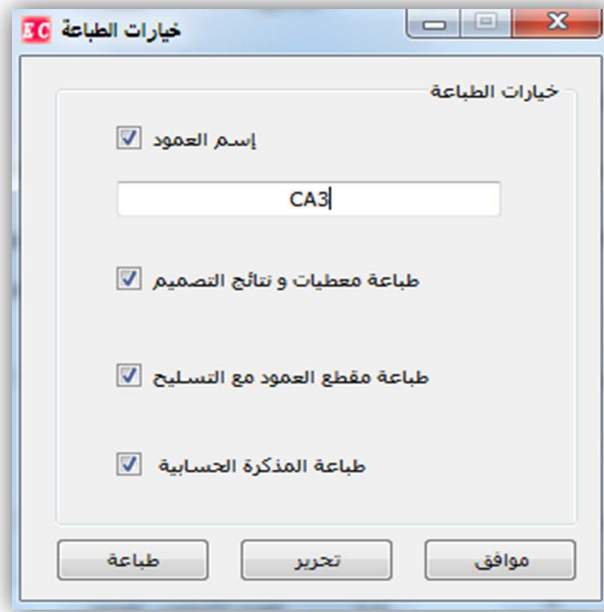 خيارات الطباعة EC
خيارات الطباعة
إسم العمود
CA3
طباعة معطيات و نتائج التصميم
طباعة مقطع العمود مع التسليح
طباعة المذكرة الحسابية
موافق تحرير طباعة